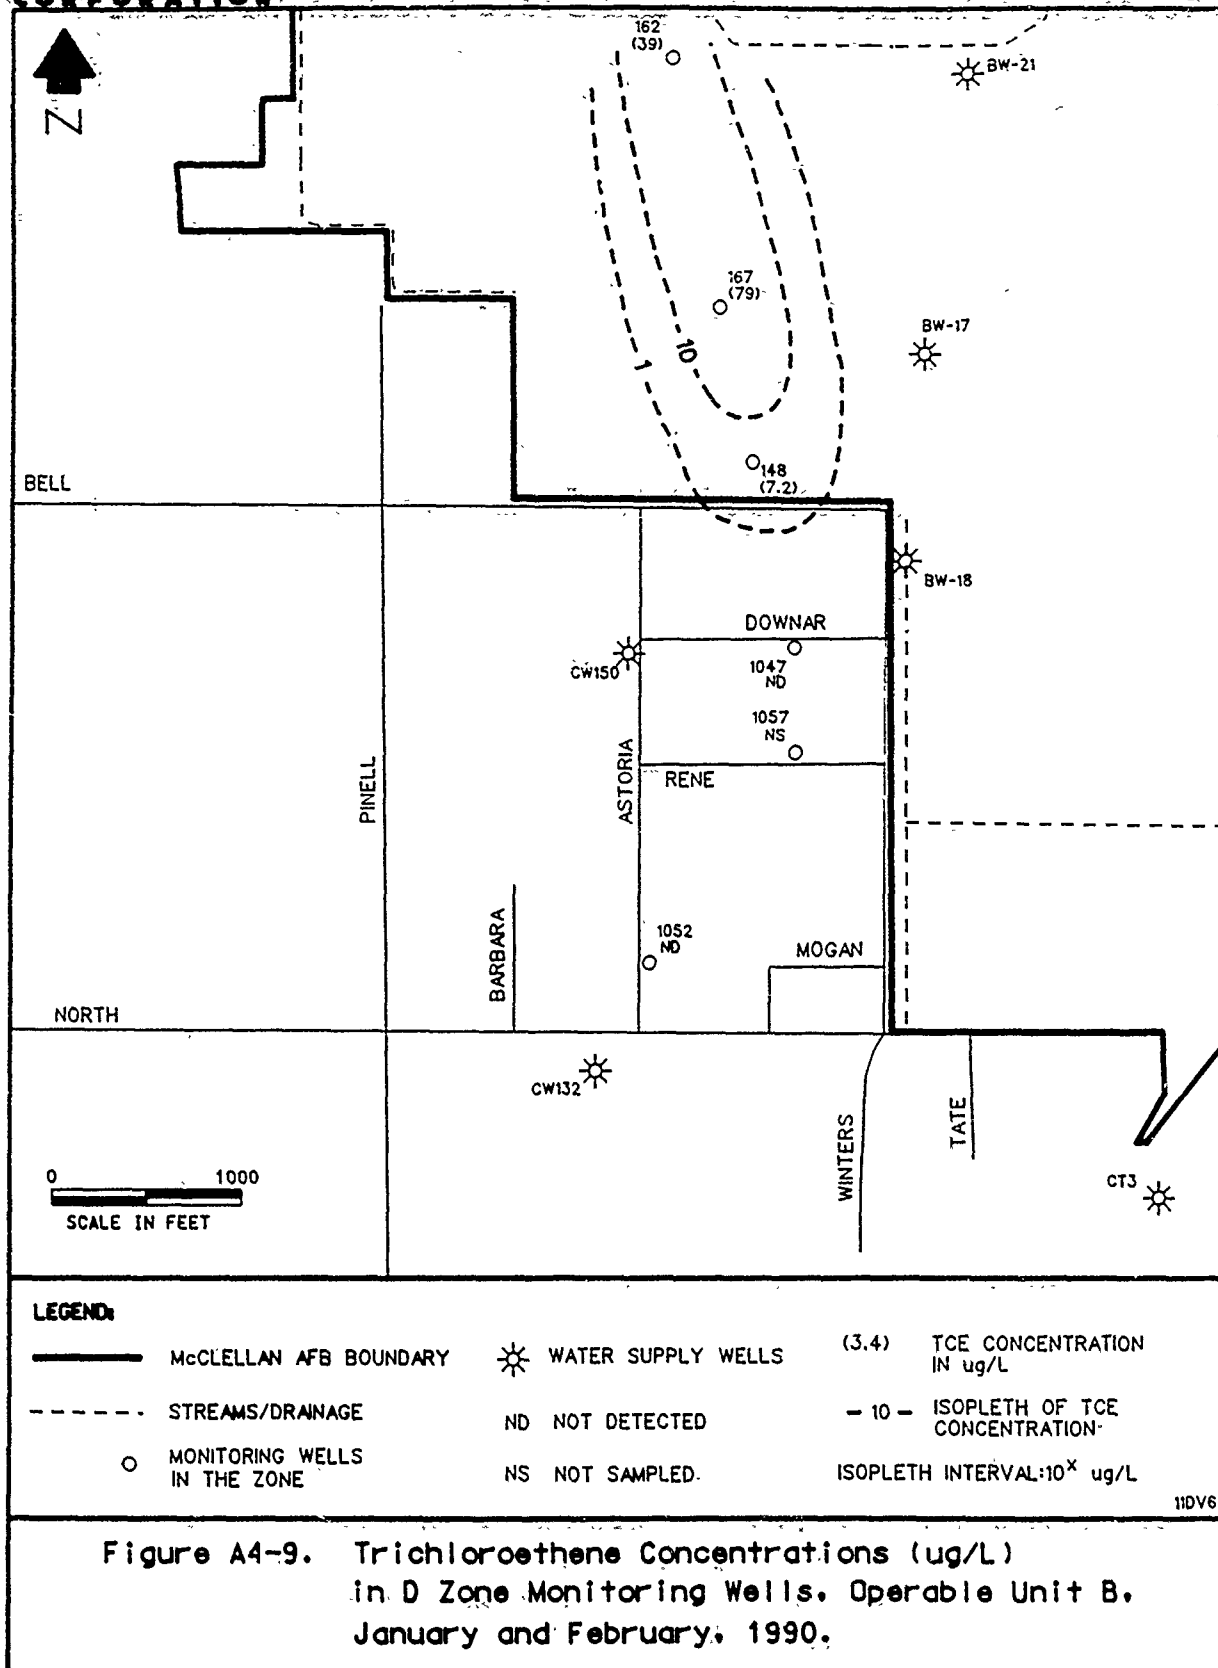 CORPORATION
N
162
(39)
BW-21
167
(79)
BW-17
10
1
148
(7.2)
BELL
BW-18
DOWNAR
CW150
1047
ND
1057
NS
RENE
PINELL
ASTORIA
BARBARA
1052
ND
MOGAN
NORTH
CW132
WINTERS
TATE
CT3
0 1000
SCALE IN FEET
LEGEND:
McCLELLAN AFB BOUNDARY
STREAMS/DRAINAGE
MONITORING WELLS
IN THE ZONE
WATER SUPPLY WELLS
ND NOT DETECTED
NS NOT SAMPLED
(3.4) TCE CONCENTRATION
IN ug/L
- 10 - ISOPLETH OF TCE
CONCENTRATION
ISOPLETH INTERVAL:10^x ug/L
11DV6
Figure A4-9. Trichloroethene Concentrations (ug/L)
in D Zone Monitoring Wells, Operable Unit B,
January and February, 1990.